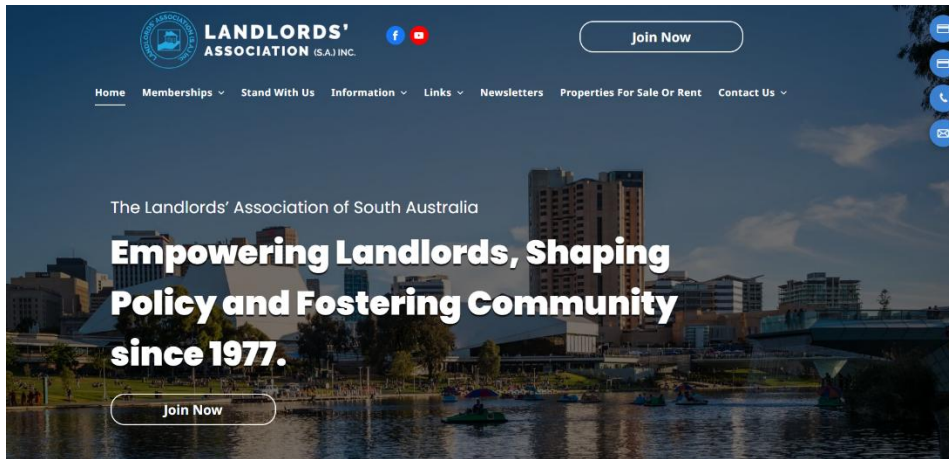 LANDLORDS'
ASSOCIATION (S.A.) INC.
Join Now
Home Memberships Stand With Us Information Links Newsletters Properties For Sale Or Rent Contact Us
The Landlords' Association of South Australia
Empowering Landlords, Shaping
Policy and Fostering Community
since 1977.
Join Now